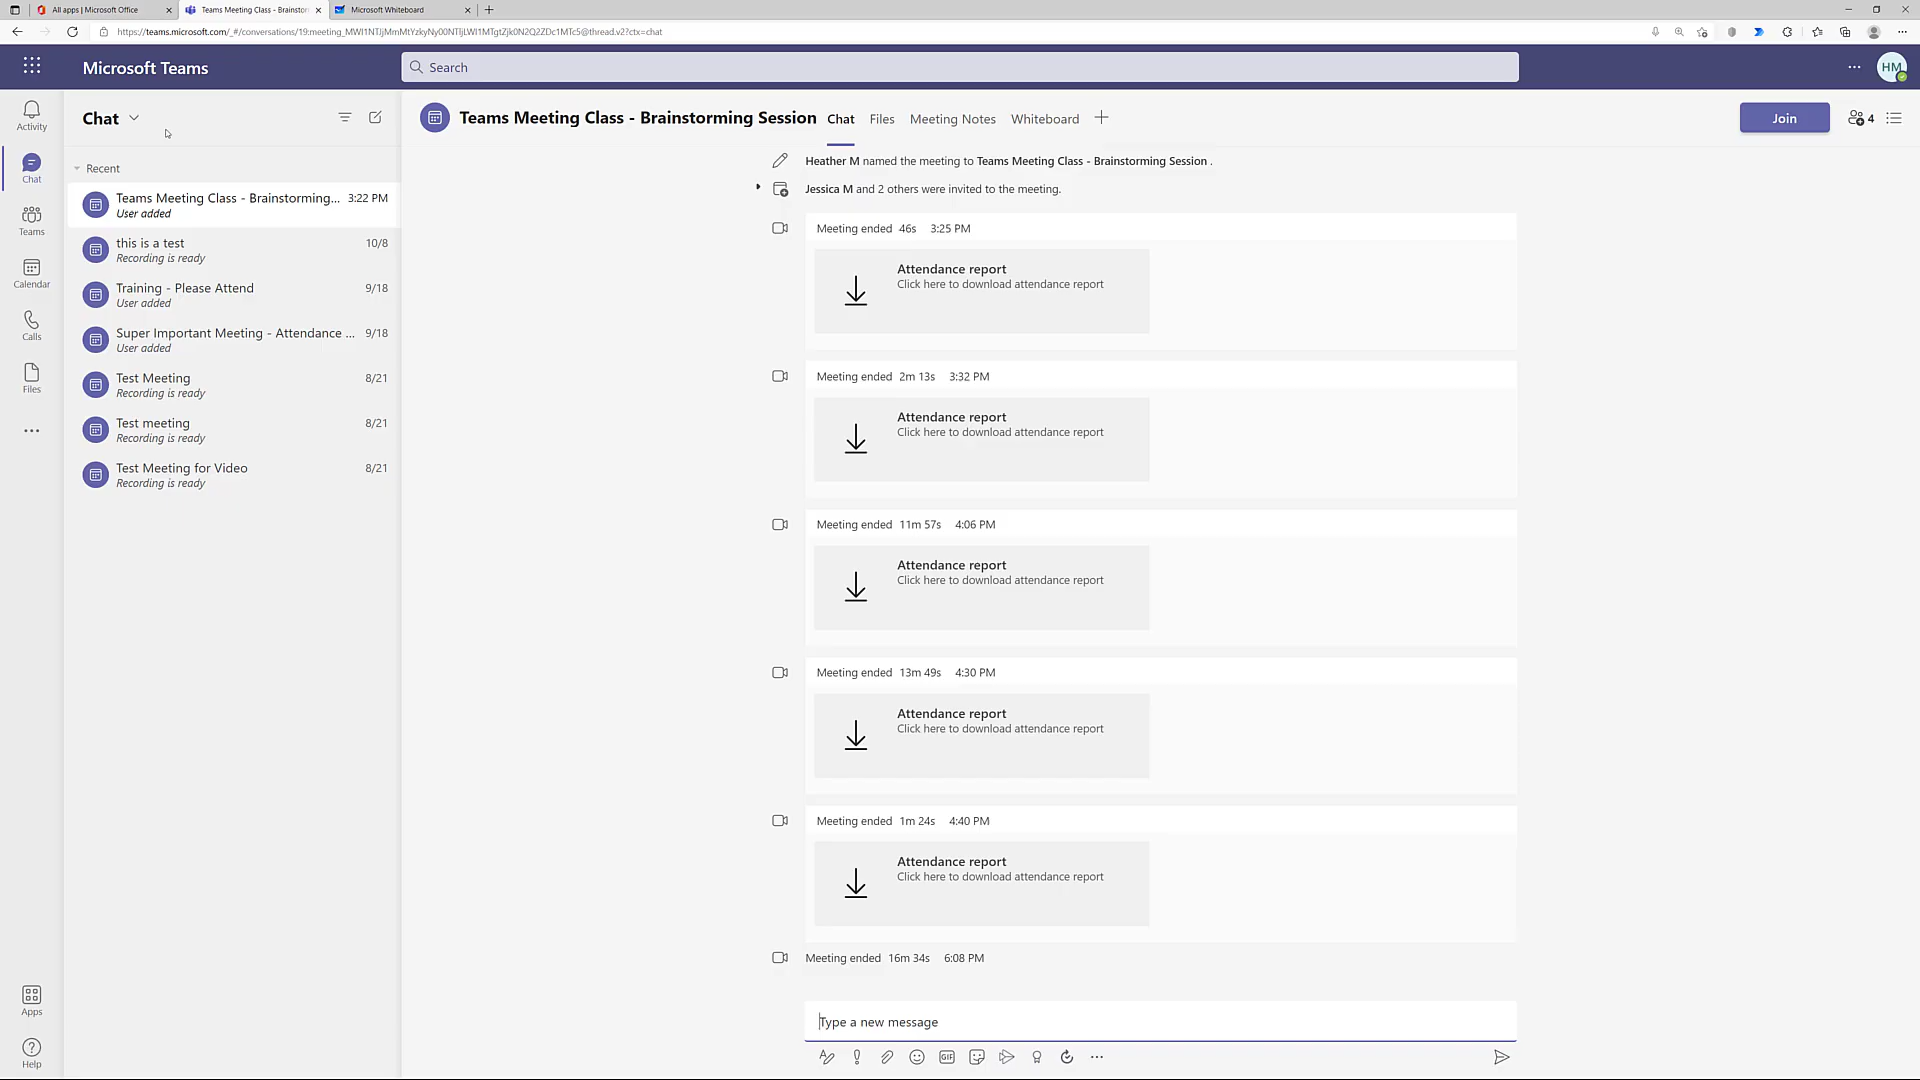 All apps | Microsoft Office
Teams Meeting Class - Brainstor
Microsoft Whiteboard
Microsoft Teams
Search
HM
Activity
Chat
Teams
Calendar
Calls
Files
Apps
Help
Chat
Recent
Teams Meeting Class - Brainstorming... 3:22 PM
User added
this is a test 10/8
Recording is ready
Training - Please Attend 9/18
User added
Super Important Meeting - Attendance ... 9/18
User added
Test Meeting 8/21
Recording is ready
Test meeting 8/21
Recording is ready
Test Meeting for Video 8/21
Recording is ready
Teams Meeting Class - Brainstorming Session Chat Files Meeting Notes Whiteboard
Join 4
Heather M named the meeting to Teams Meeting Class - Brainstorming Session .
Jessica M and 2 others were invited to the meeting.
Meeting ended 46s 3:25 PM
Attendance report
Click here to download attendance report
Meeting ended 2m 13s 3:32 PM
Attendance report
Click here to download attendance report
Meeting ended 11m 57s 4:06 PM
Attendance report
Click here to download attendance report
Meeting ended 13m 49s 4:30 PM
Attendance report
Click here to download attendance report
Meeting ended 1m 24s 4:40 PM
Attendance report
Click here to download attendance report
Meeting ended 16m 34s 6:08 PM
Type a new message
GIF